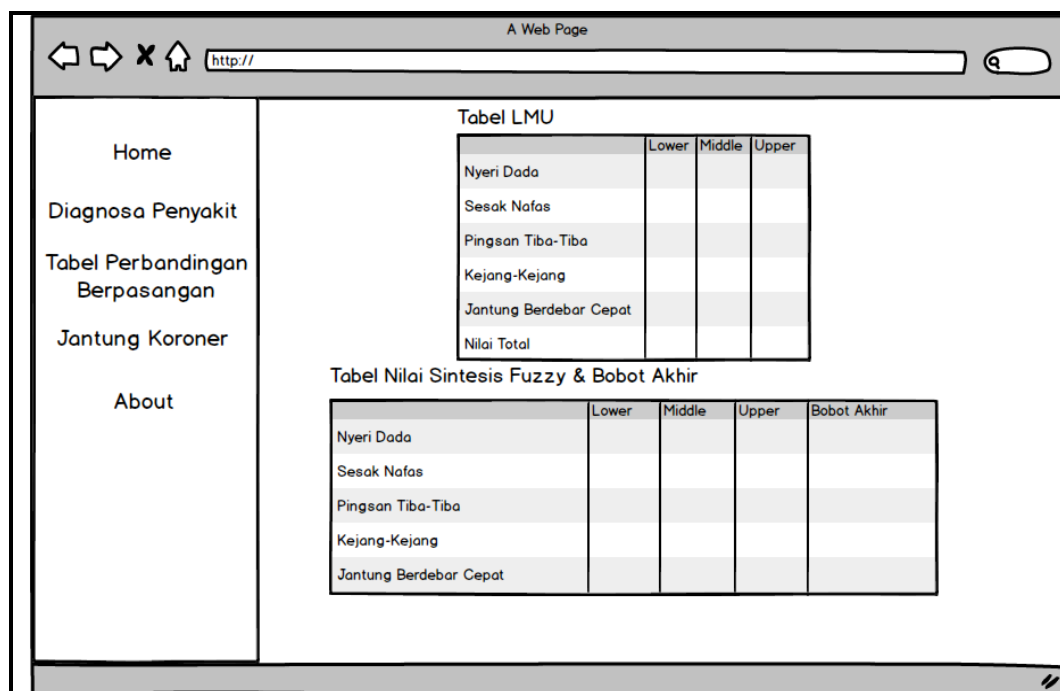 A Web Page
http://
Home
Diagnosa Penyakit
Tabel Perbandingan
Berpasangan
Jantung Koroner
About
Tabel LMU
Lower Middle Upper
Nyeri Dada
Sesak Nafas
Pingsan Tiba-Tiba
Kejang-Kejang
Jantung Berdebar Cepat
Nilai Total
Tabel Nilai Sintesis Fuzzy & Bobot Akhir
Lower Middle Upper Bobot Akhir
Nyeri Dada
Sesak Nafas
Pingsan Tiba-Tiba
Kejang-Kejang
Jantung Berdebar Cepat